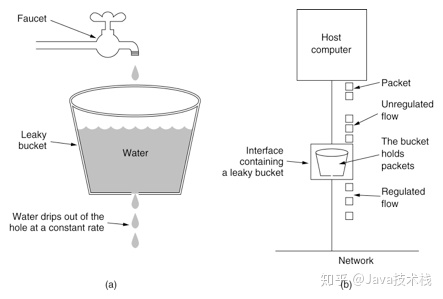 Faucet
Leaky
bucket
Water
Water drips out of the
hole at a constant rate
(a)
Host
computer
Packet
Unregulated
flow
Interface
containing
a leaky bucket
The bucket
holds
packets
Regulated
flow
Network
(b)
知乎 @Java技术栈